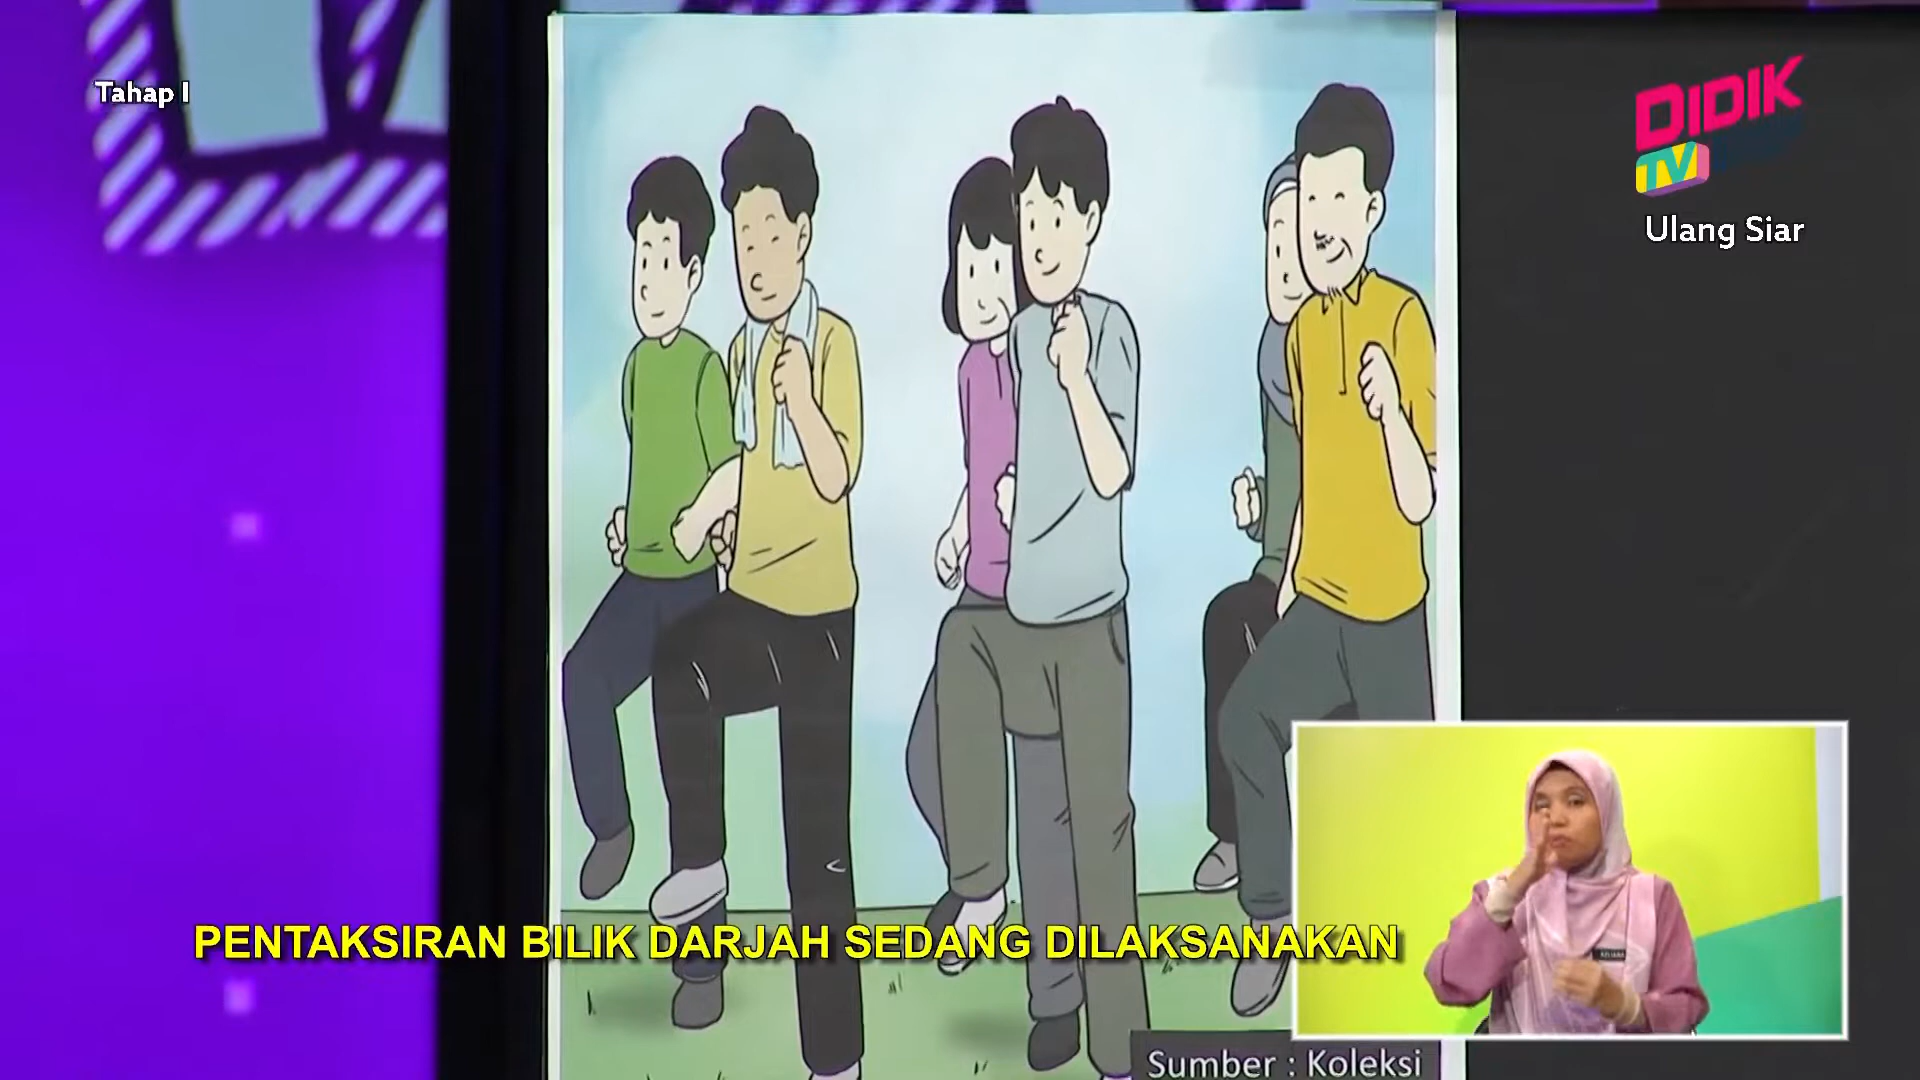 Tahap I
DIDIK
TV
Ulang Siar
PENTAKSIRAN BILIK DARJAH SEDANG DILAKSANAKAN
Sumber : Koleksi